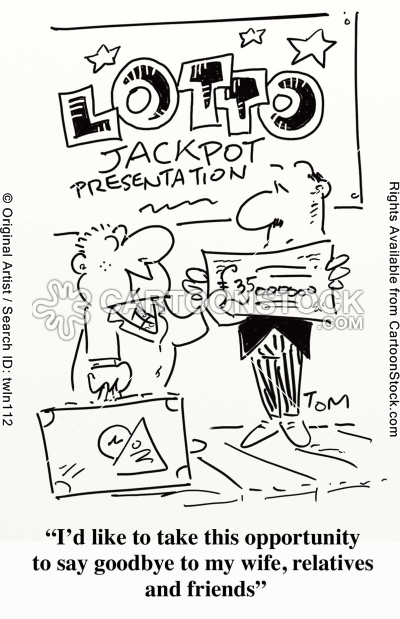 LOTTO
JACKPOT
PRESENTATION
£35000000
CARTOONSTOCK
.COM
TOM
© Original Artist / Search ID: twln112
Rights Available from CartoonStock.com
“I’d like to take this opportunity
to say goodbye to my wife, relatives
and friends”